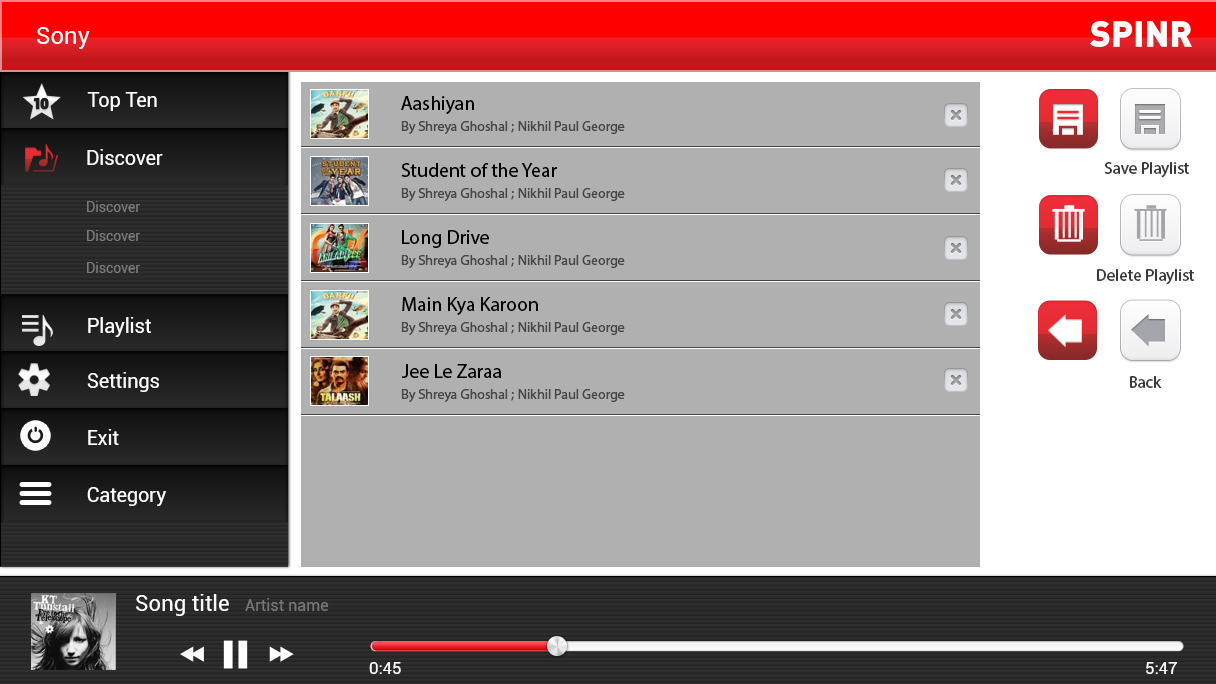 Sony
SPINR
10
Top Ten
Discover
Discover
Discover
Discover
Playlist
Settings
Exit
Category
BARFI
Aashiyan
By Shreya Ghoshal ; Nikhil Paul George
STUDENT
OF THE
YEAR
Student of the Year
By Shreya Ghoshal ; Nikhil Paul George
Long Drive
By Shreya Ghoshal ; Nikhil Paul George
BARFI
Main Kya Karoon
By Shreya Ghoshal ; Nikhil Paul George
TALAASH
Jee Le Zaraa
By Shreya Ghoshal ; Nikhil Paul George
Save Playlist
Delete Playlist
Back
KT
Tunstall
Telescope
Song title
Artist name
0:45
5:47